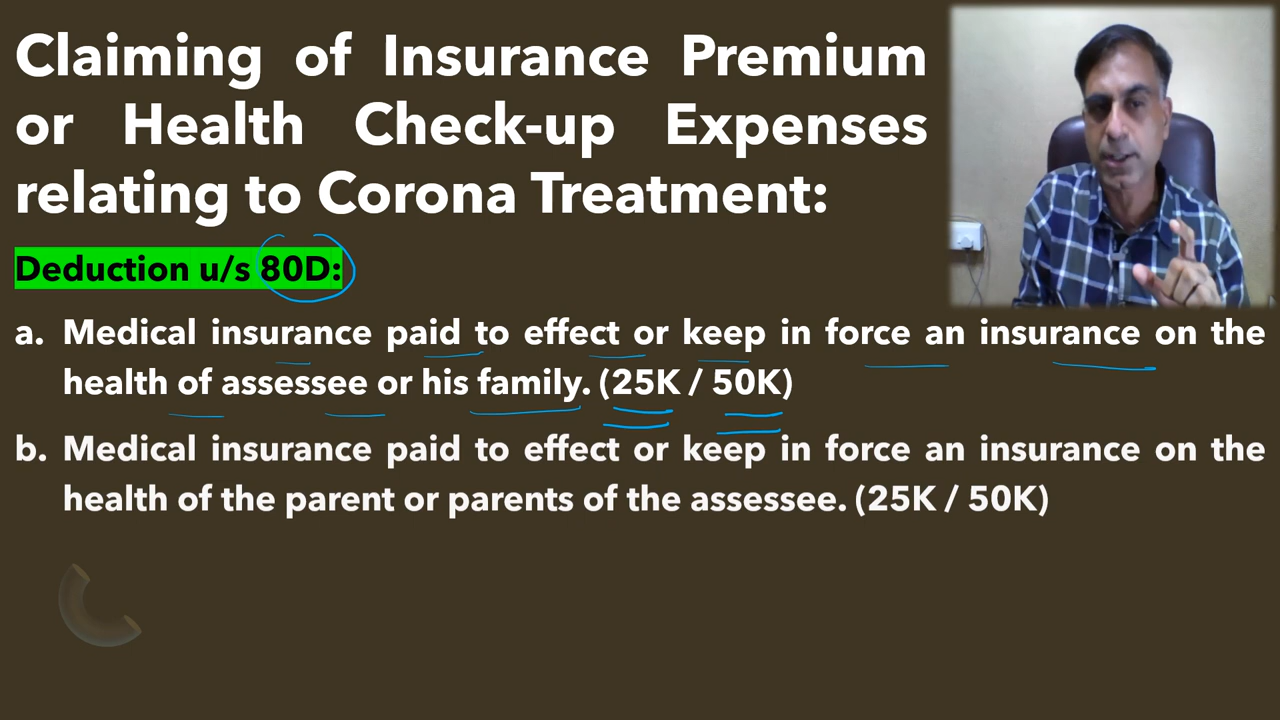 Claiming of Insurance Premium
or Health Check-up Expenses
relating to Corona Treatment:
Deduction u/s 80D:
a. Medical insurance paid to effect or keep in force an insurance on the
health of assessee or his family. (25K / 50K)
b. Medical insurance paid to effect or keep in force an insurance on the
health of the parent or parents of the assessee. (25K / 50K)